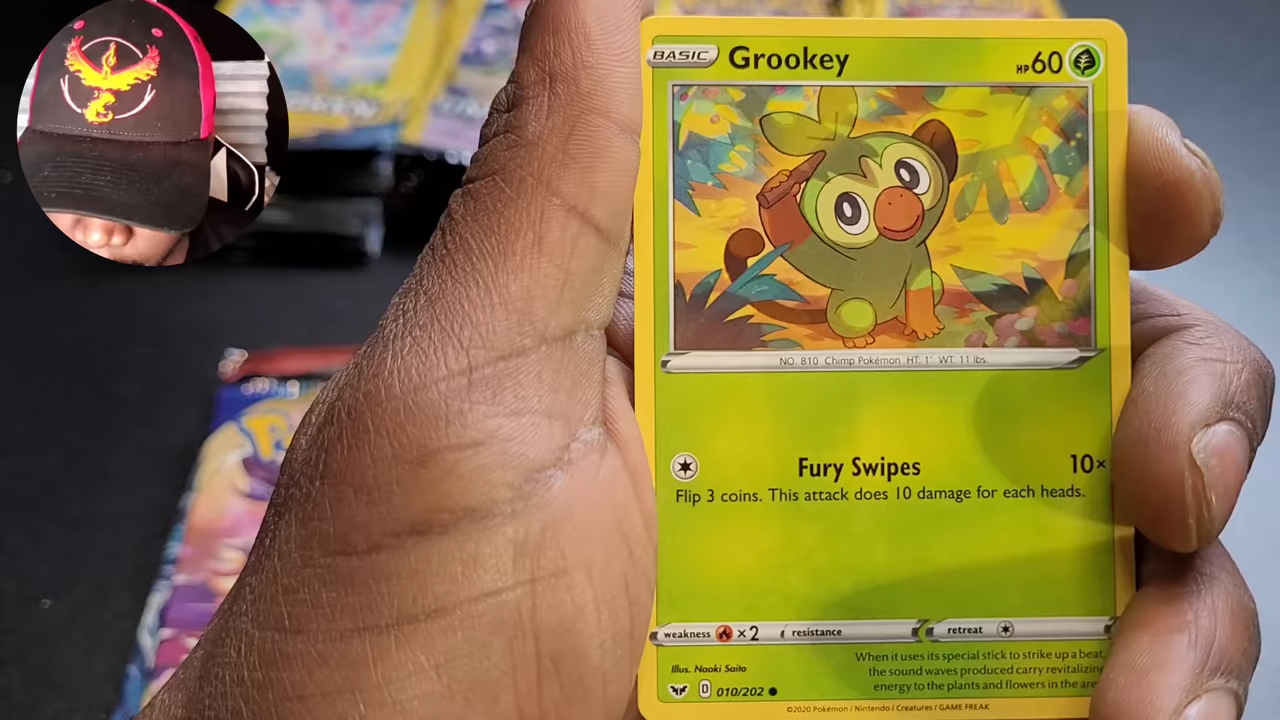 BASIC Grookey HP60
NO. 810 Chimp Pokémon HT: 1' WT: 11 lbs.
Fury Swipes 10×
Flip 3 coins. This attack does 10 damage for each heads.
weakness ×2 resistance retreat
Illus. Naoki Saito
When it uses its special stick to strike up a beat,
the sound waves produced carry revitalizing
energy to the plants and flowers in the are
D 010/202
©2020 Pokémon / Nintendo / Creatures / GAME FREAK